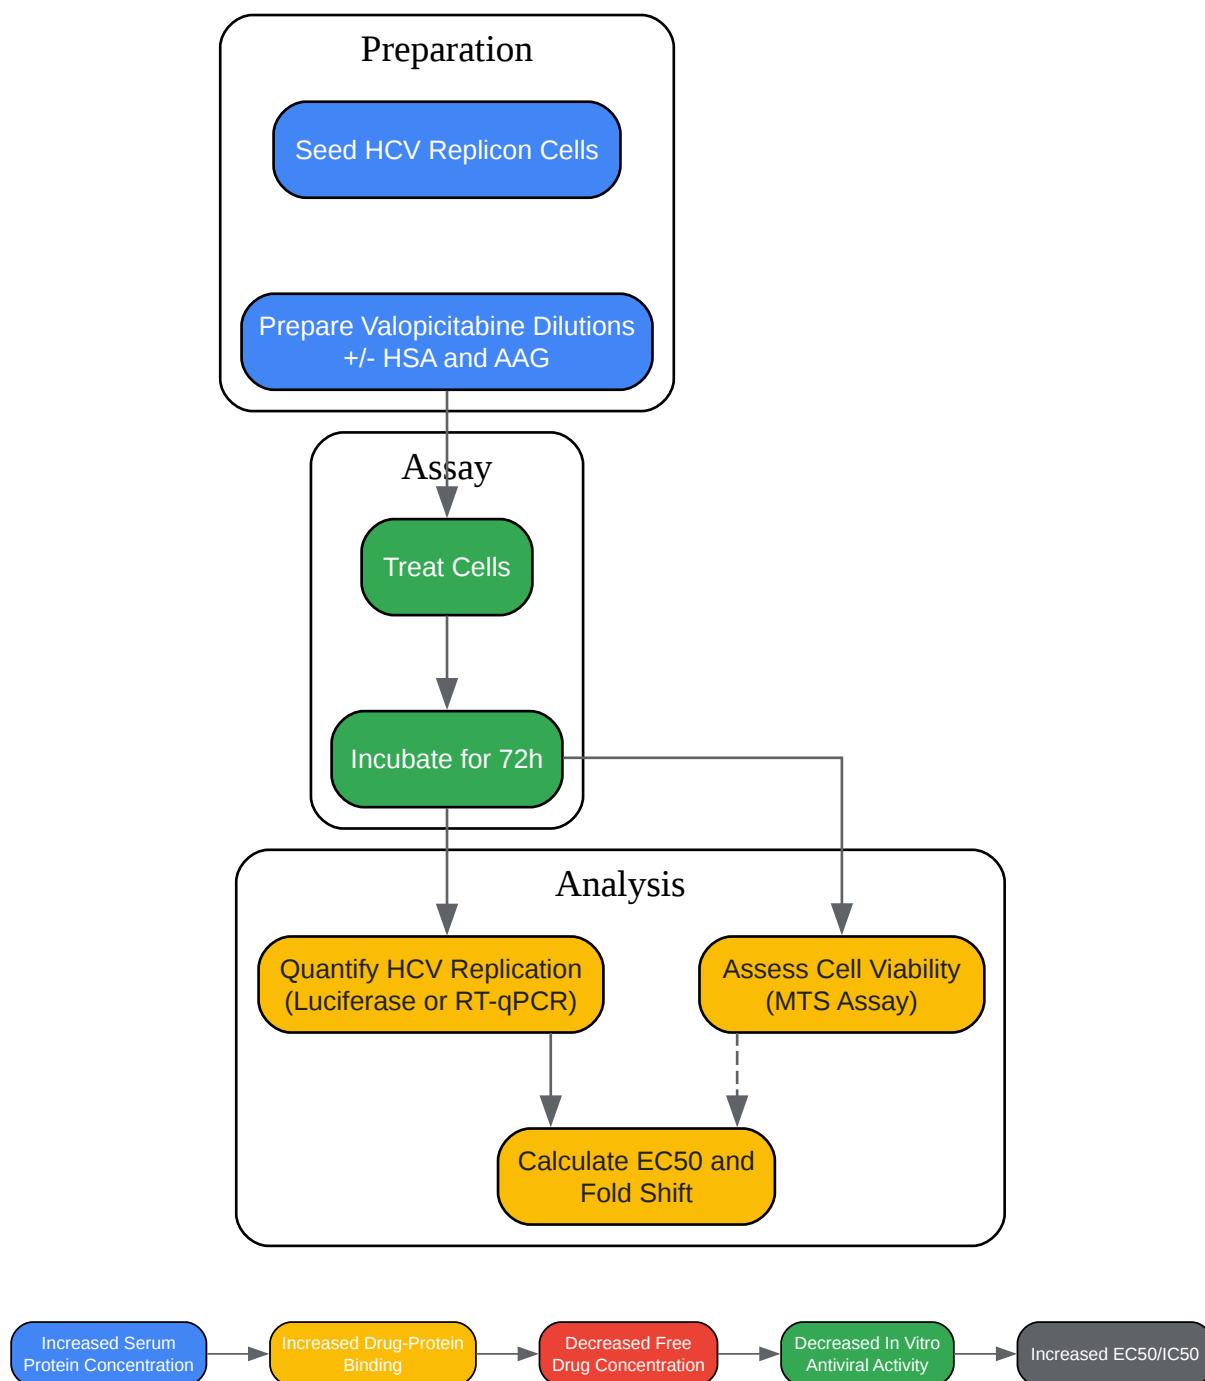 Preparation
Seed HCV Replicon Cells
Prepare Valopicitabine Dilutions
+/- HSA and AAG
Assay
Treat Cells
Incubate for 72h
Analysis
Quantify HCV Replication
(Luciferase or RT-qPCR)
Assess Cell Viability
(MTS Assay)
Calculate EC50 and
Fold Shift
Increased Serum
Protein Concentration
Increased Drug-Protein
Binding
Decreased Free
Drug Concentration
Decreased In Vitro
Antiviral Activity
Increased EC50/IC50